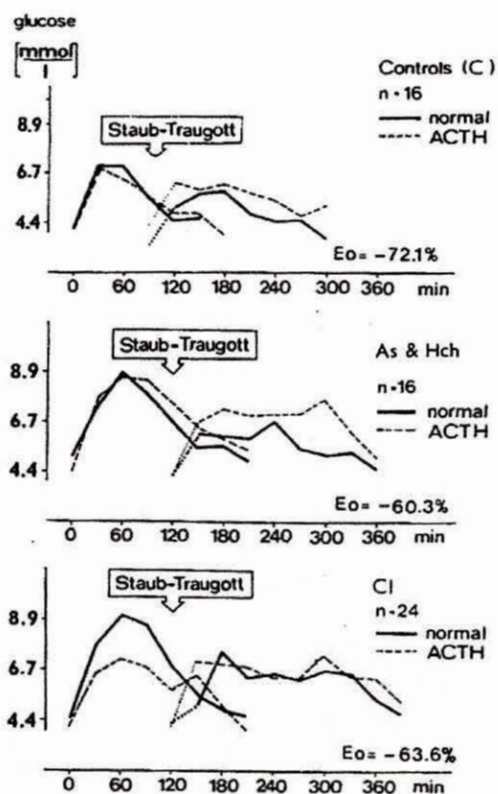 glucose
[mmol
l]
Controls (C)
n·16
normal
ACTH
Staub-Traugott
8.9
6.7
4.4
Eo= -72.1%
0 60 120 180 240 300 360 min
As & Hch
n·16
normal
ACTH
Staub-Traugott
8.9
6.7
4.4
Eo= -60.3%
0 60 120 180 240 300 360 min
CI
n-24
normal
ACTH
Staub-Traugott
8.9
6.7
4.4
Eo= -63.6%
0 60 120 180 240 300 360 min